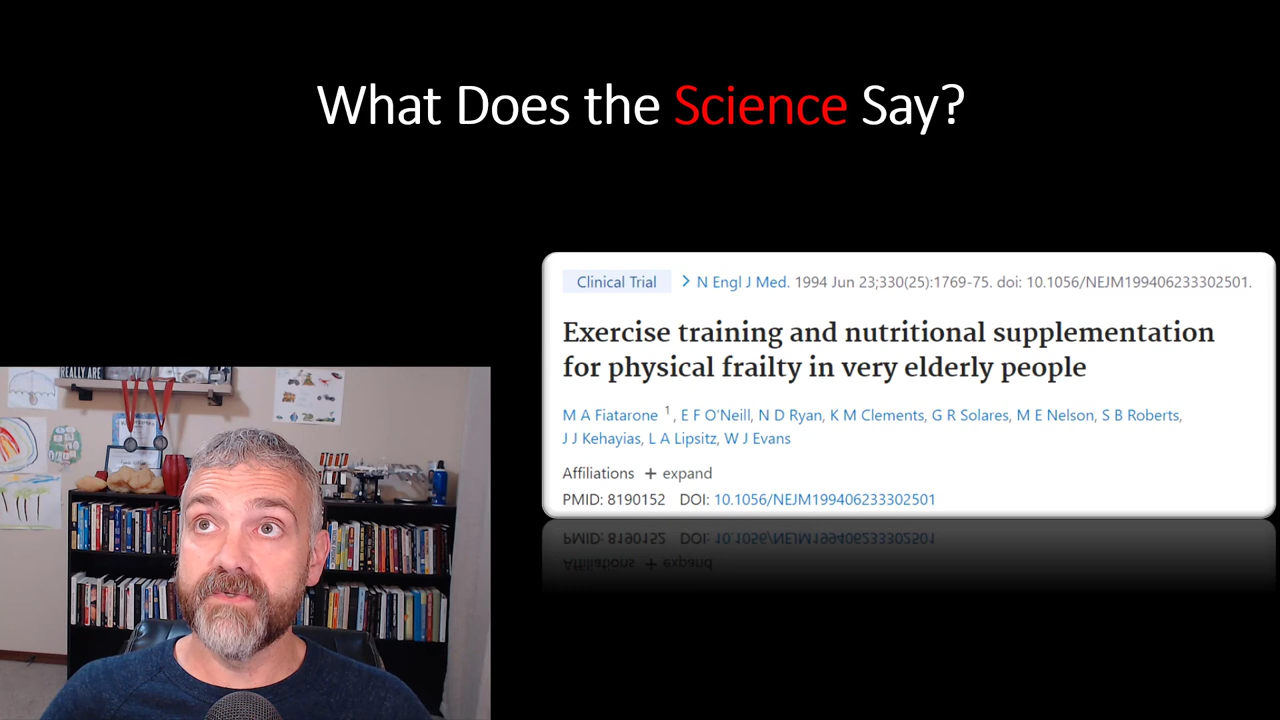 What Does the Science Say?
Clinical Trial > N Engl J Med. 1994 Jun 23;330(25):1769-75. doi: 10.1056/NEJM199406233302501.
Exercise training and nutritional supplementation
for physical frailty in very elderly people
M A Fiatarone 1, E F O'Neill, N D Ryan, K M Clements, G R Solares, M E Nelson, S B Roberts,
J J Kehayias, L A Lipsitz, W J Evans
Affiliations + expand
PMID: 8190152 DOI: 10.1056/NEJM199406233302501
REALLY ARE